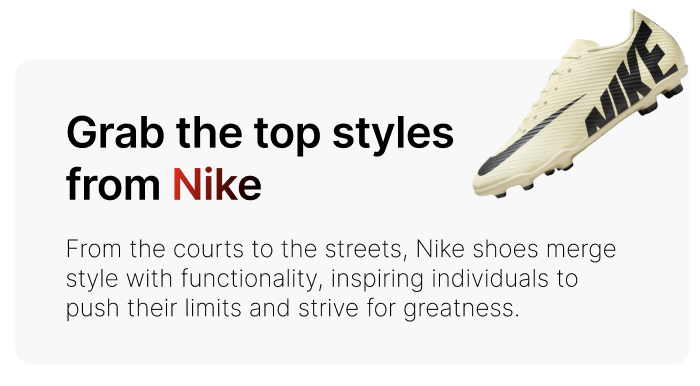 NIKE
Grab the top styles
from Nike
From the courts to the streets, Nike shoes merge
style with functionality, inspiring individuals to
push their limits and strive for greatness.